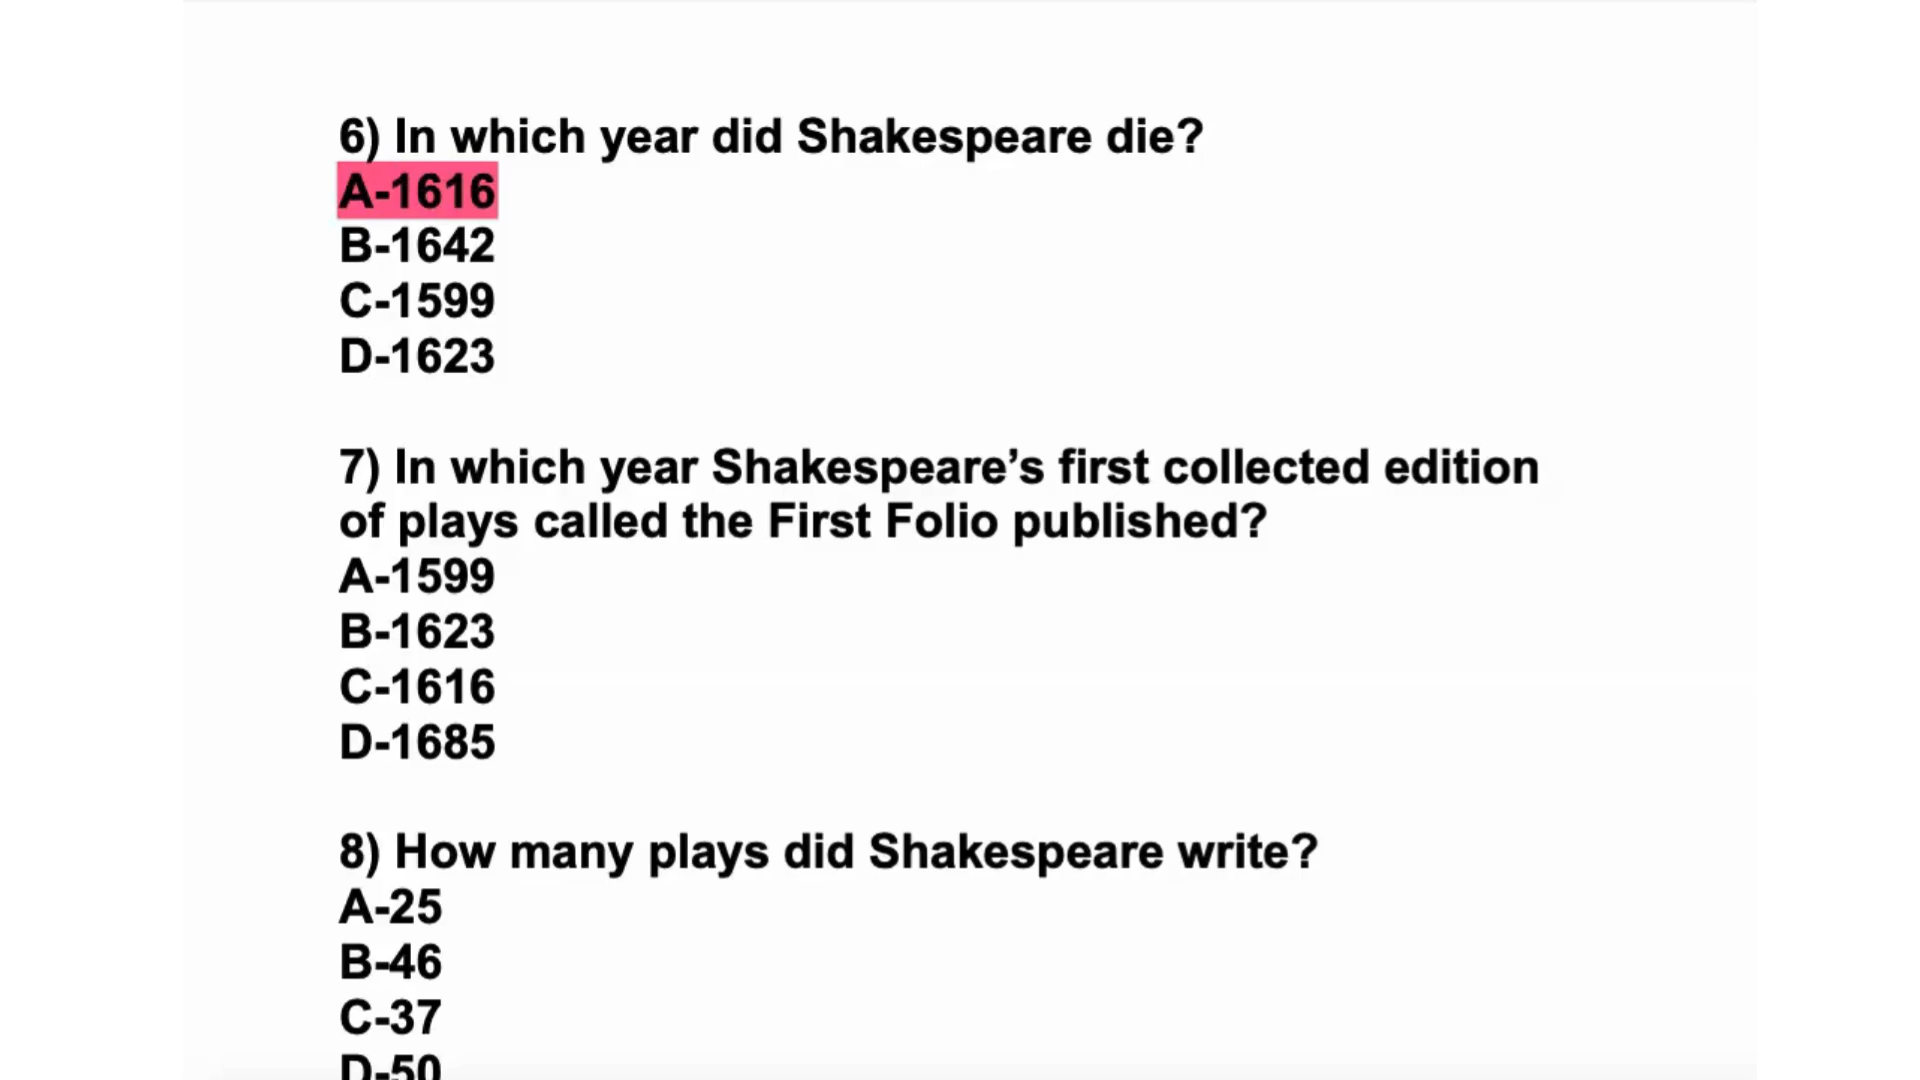 6) In which year did Shakespeare die?
A-1616
B-1642
C-1599
D-1623
7) In which year Shakespeare’s first collected edition
of plays called the First Folio published?
A-1599
B-1623
C-1616
D-1685
8) How many plays did Shakespeare write?
A-25
B-46
C-37
D-50